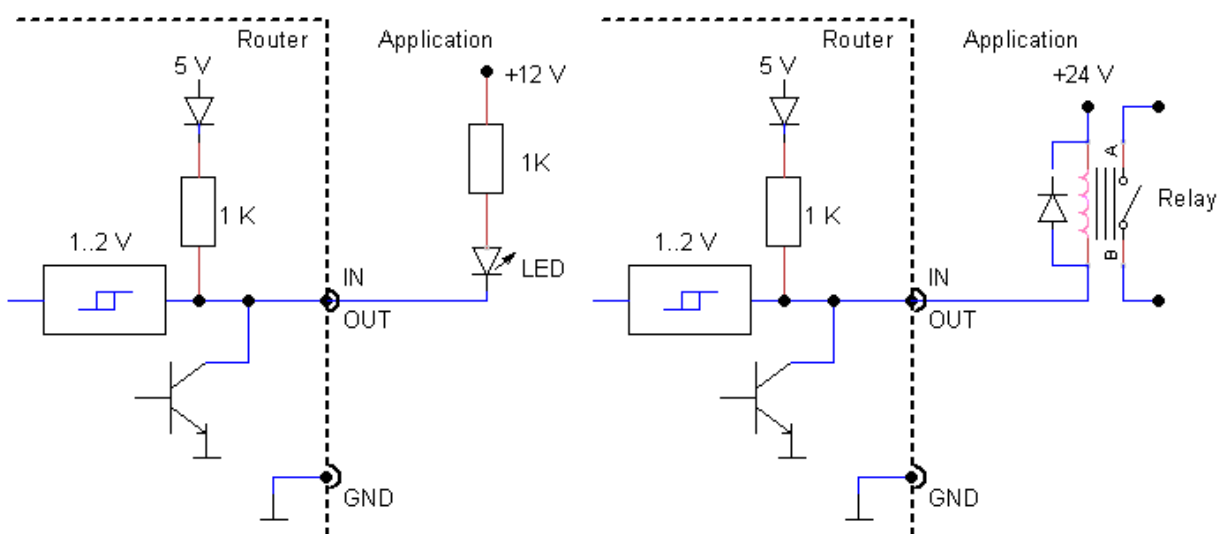 Router
Application
5 V
+12 V
1K
1 K
1..2 V
LED
IN
OUT
GND
Router
Application
5 V
+24 V
A
1 K
Relay
1..2 V
B
IN
OUT
GND